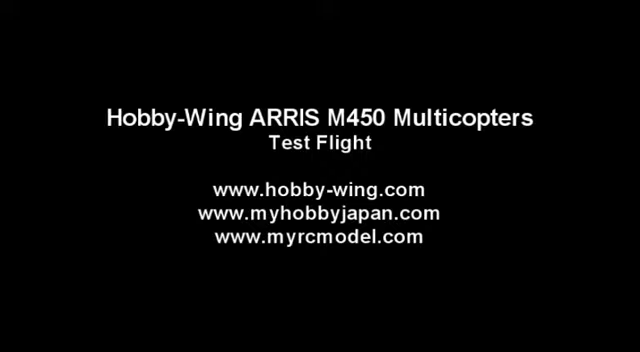 Hobby-Wing ARRIS M450 Multicopters
Test Flight
www.hobby-wing.com
www.myhobbyjapan.com
www.myrcmodel.com